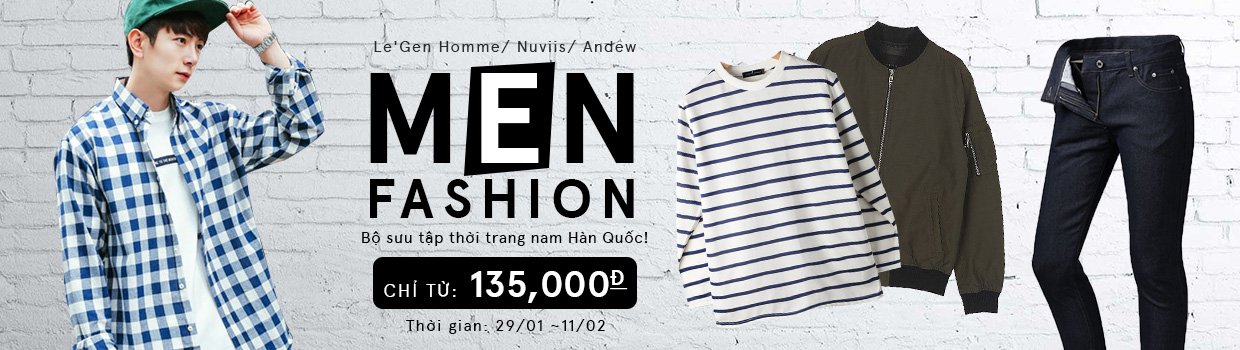 Le'Gen Homme/ Nuviis/ Andew
MEN
FASHION
Bộ sưu tập thời trang nam Hàn Quốc!
CHỈ TỪ: 135,000Đ
Thời gian: 29/01 ~11/02